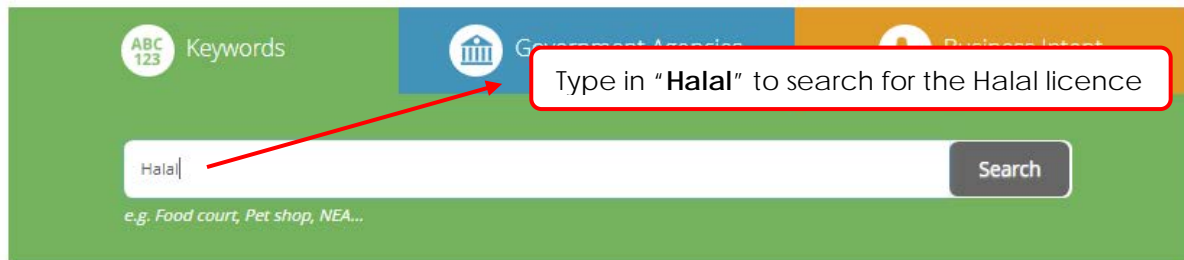 ABC
123
Keywords
Type in “Halal” to search for the Halal licence
Halal
Search
e.g. Food court, Pet shop, NEA...